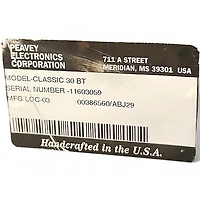 PEAVEY
ELECTRONICS
CORPORATION
711 A STREET
MERIDIAN, MS 39301 USA
MODEL-CLASSIC 30 BT
SERIAL NUMBER -11603059
MFG LOC-03 00386560/ABJ29
Handcrafted in the U.S.A.